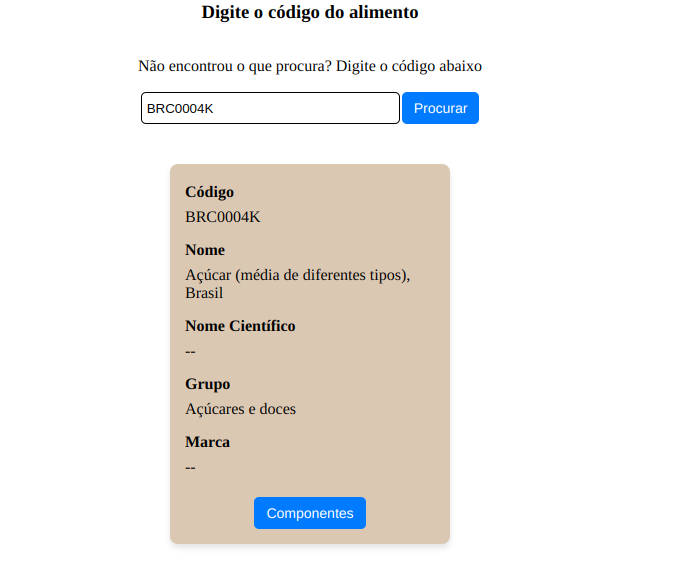 Digite o código do alimento
Não encontrou o que procura? Digite o código abaixo
BRC0004K
Procurar
Código
BRC0004K
Nome
Açúcar (média de diferentes tipos),
Brasil
Nome Científico
--
Grupo
Açúcares e doces
Marca
--
Componentes